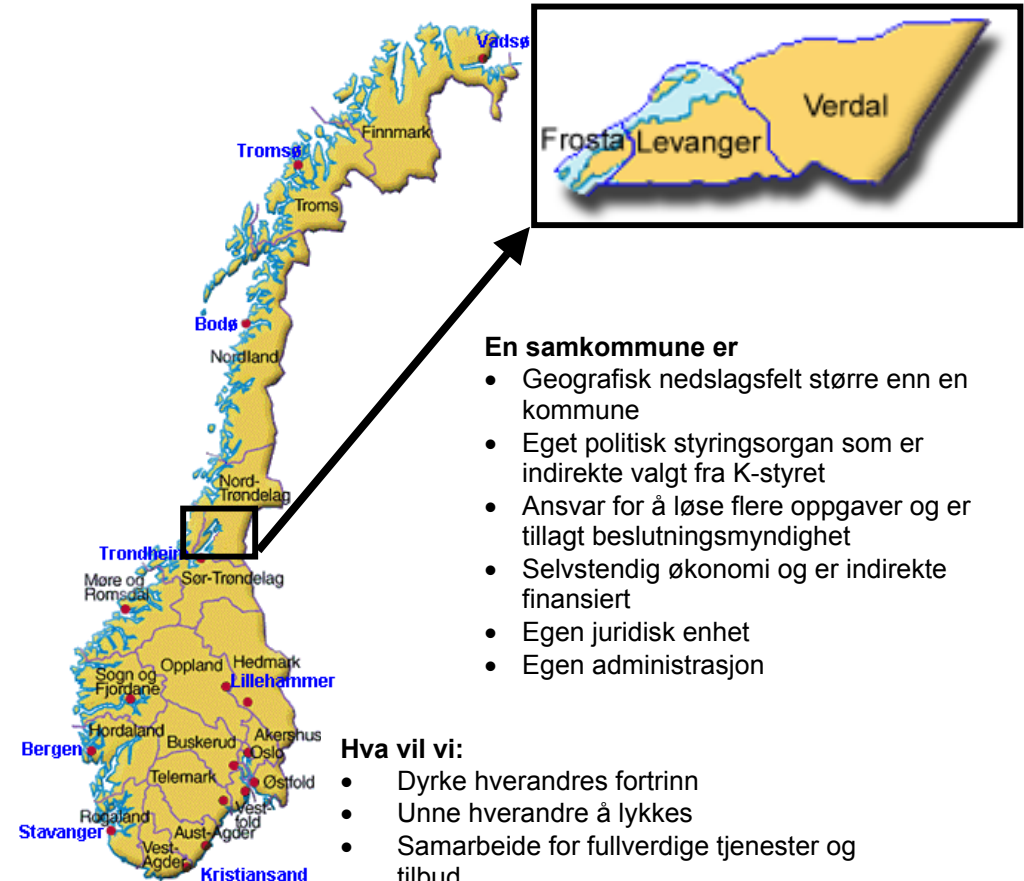 Vadsø
Finnmark
Tromsø
Troms
Bodø
Nordland
Nord-
Trøndelag
Trondheim
Sør-Trøndelag
Møre og
Romsdal
Oppland
Hedmark
Lillehammer
Sogn og
Fjordane
Hordaland
Bergen
Buskerud
Akershus
Oslo
Telemark
Østfold
Vest-
fold
Rogaland
Stavanger
Aust-Agder
Vest-
Agder
Kristiansand
Frosta
Levanger
Verdal
En samkommune er
• Geografisk nedslagsfelt større enn en
kommune
• Eget politisk styringsorgan som er
indirekte valgt fra K-styret
• Ansvar for å løse flere oppgaver og er
tillagt beslutningsmyndighet
• Selvstendig økonomi og er indirekte
finansiert
• Egen juridisk enhet
• Egen administrasjon
Hva vil vi:
• Dyrke hverandres fortrinn
• Unne hverandre å lykkes
• Samarbeide for fullverdige tjenester og
tilbud